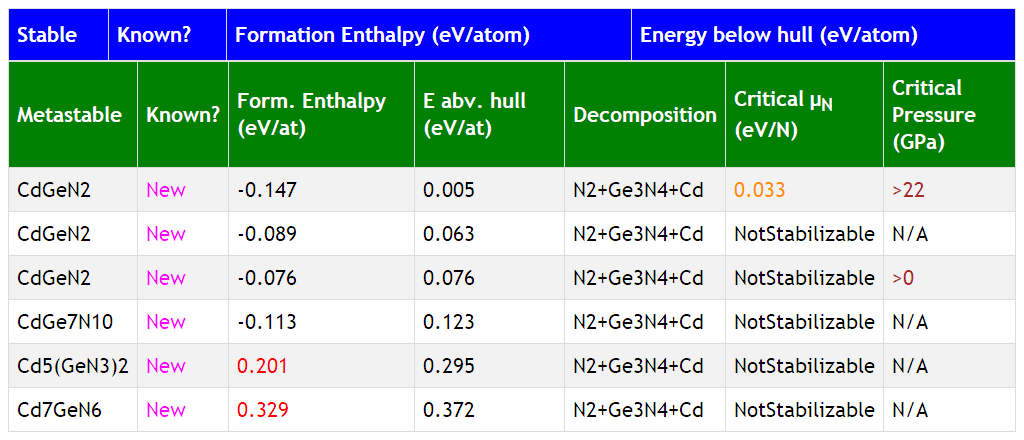 Stable Known? Formation Enthalpy (eV/atom) Energy below hull (eV/atom)
Metastable Known? Form. Enthalpy (eV/at) E abv. hull (eV/at) Decomposition Critical μN (eV/N) Critical Pressure (GPa)
CdGeN2 New -0.147 0.005 N2+Ge3N4+Cd 0.033 >22
CdGeN2 New -0.089 0.063 N2+Ge3N4+Cd NotStabilizable N/A
CdGeN2 New -0.076 0.076 N2+Ge3N4+Cd NotStabilizable >0
CdGe7N10 New -0.113 0.123 N2+Ge3N4+Cd NotStabilizable N/A
Cd5(GeN3)2 New 0.201 0.295 N2+Ge3N4+Cd NotStabilizable N/A
Cd7GeN6 New 0.329 0.372 N2+Ge3N4+Cd NotStabilizable N/A